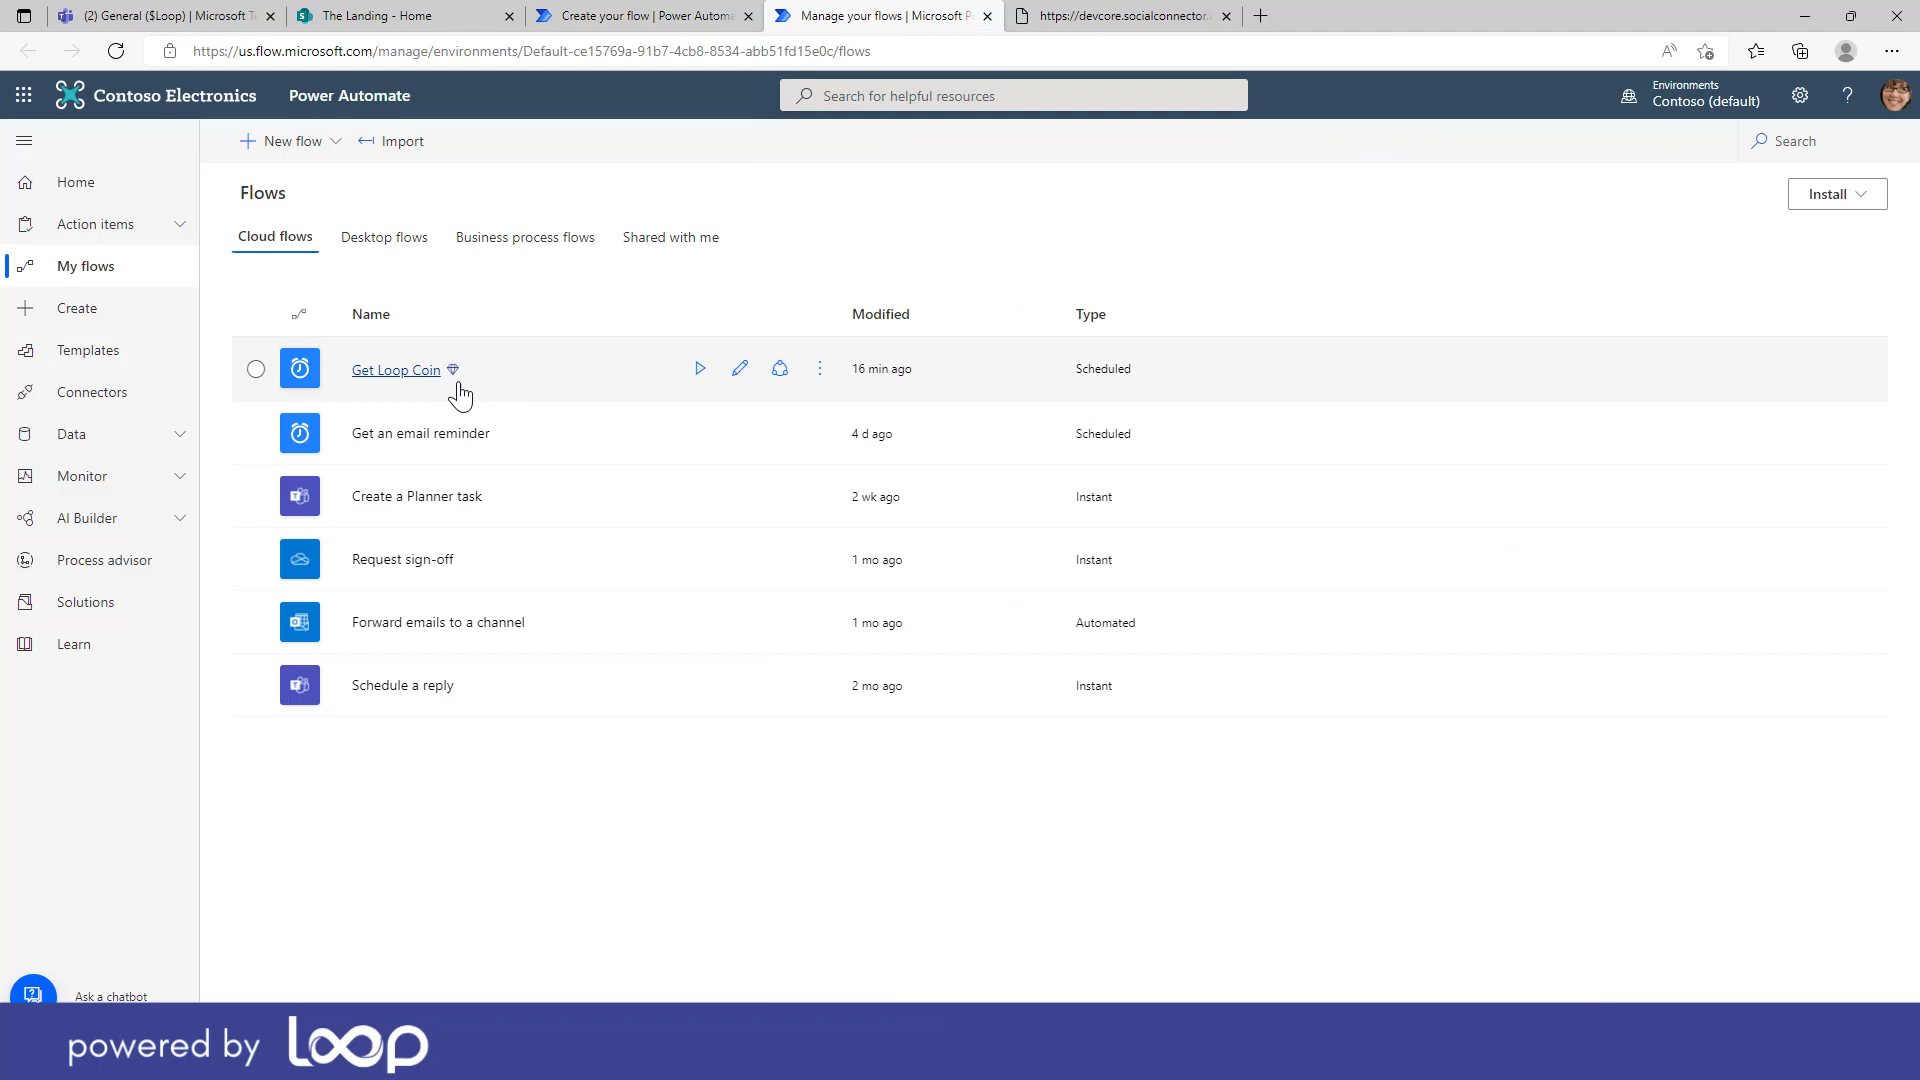 (2) General ($Loop) | Microsoft Te
The Landing - Home
Create your flow | Power Automa
Manage your flows | Microsoft P
https://devcore.socialconnector.
https://us.flow.microsoft.com/manage/environments/Default-ce15769a-91b7-4cb8-8534-abb51fd15e0c/flows
Contoso Electronics
Power Automate
Search for helpful resources
Environments
Contoso (default)
New flow
Import
Search
Home
Action items
My flows
Create
Templates
Connectors
Data
Monitor
AI Builder
Process advisor
Solutions
Learn
Ask a chatbot
Flows
Install
Cloud flows
Desktop flows
Business process flows
Shared with me
Name Modified Type
Get Loop Coin 16 min ago Scheduled
Get an email reminder 4 d ago Scheduled
Create a Planner task 2 wk ago Instant
Request sign-off 1 mo ago Instant
Forward emails to a channel 1 mo ago Automated
Schedule a reply 2 mo ago Instant
powered by loop